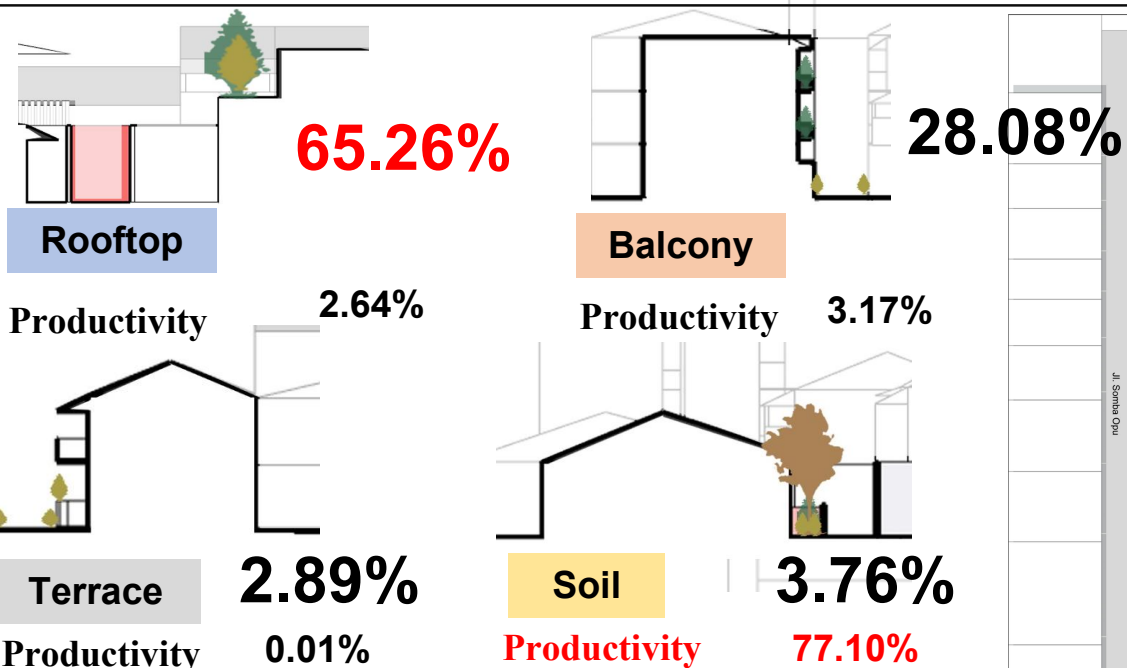 65.26%
28.08%
Rooftop
Balcony
Productivity 2.64%
Productivity 3.17%
Jl. Somba Opu
Terrace 2.89%
Soil 3.76%
Productivity 0.01%
Productivity 77.10%